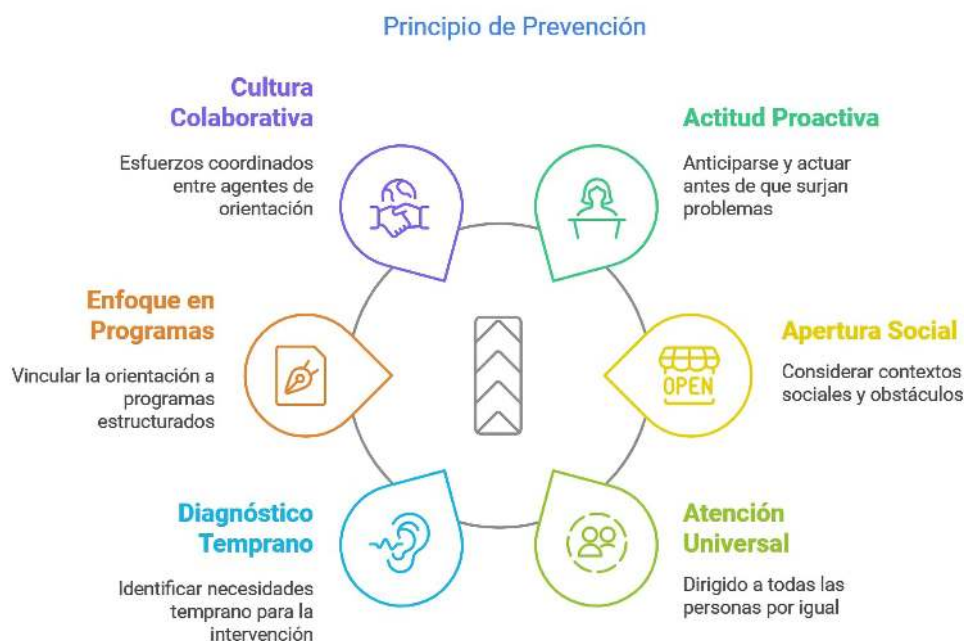 Principio de Prevención
Cultura
Colaborativa
Esfuerzos coordinados
entre agentes de
orientación
Actitud Proactiva
Anticiparse y actuar
antes de que surjan
problemas
Enfoque en
Programas
Vincular la orientación a
programas
estructurados
Apertura Social
Considerar contextos
sociales y obstáculos
OPEN
Diagnóstico
Temprano
Identificar necesidades
temprano para la
intervención
Atención
Universal
Dirigido a todas las
personas por igual